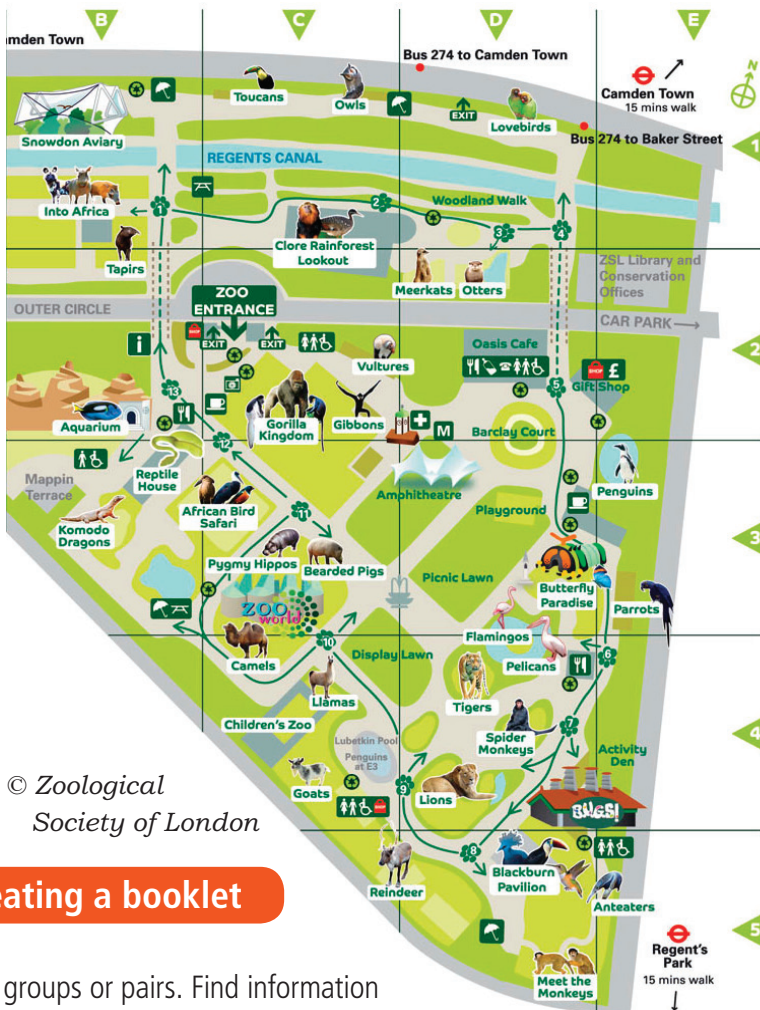 B
C
D
E
amden Town
Bus 274 to Camden Town
N
Camden Town
15 mins walk
Toucans
Owls
EXIT
Lovebirds
Bus 274 to Baker Street
Snowdon Aviary
1
REGENTS CANAL
Into Africa
1
2
Woodland Walk
3
4
Clore Rainforest
Lookout
Tapirs
Meerkats
Otters
ZSL Library and
Conservation
Offices
ZOO
ENTRANCE
OUTER CIRCLE
CAR PARK
SHOP
EXIT
EXIT
i
Oasis Cafe
2
Vultures
SHOP £
Gift Shop
13
5
Aquarium
Gorilla
Kingdom
Gibbons
M
Barclay Court
12
Reptile
House
Mappin
Terrace
Amphitheatre
Penguins
African Bird
Safari
11
Playground
Komodo
Dragons
3
Pygmy Hippos
Bearded Pigs
Picnic Lawn
Butterfly
Paradise
Parrots
ZOO
world
Flamingos
10
Camels
Display Lawn
Pelicans
6
Llamas
Tigers
Children's Zoo
7
Spider
Monkeys
4
Lubetkin Pool
Penguins
at E3
Activity
Den
Goats
9
Lions
BUGS!
© Zoological
Society of London
8
Blackburn
Pavilion
Reindeer
Anteaters
eating a booklet
5
Regent's
Park
15 mins walk
Meet the
Monkeys
groups or pairs. Find information